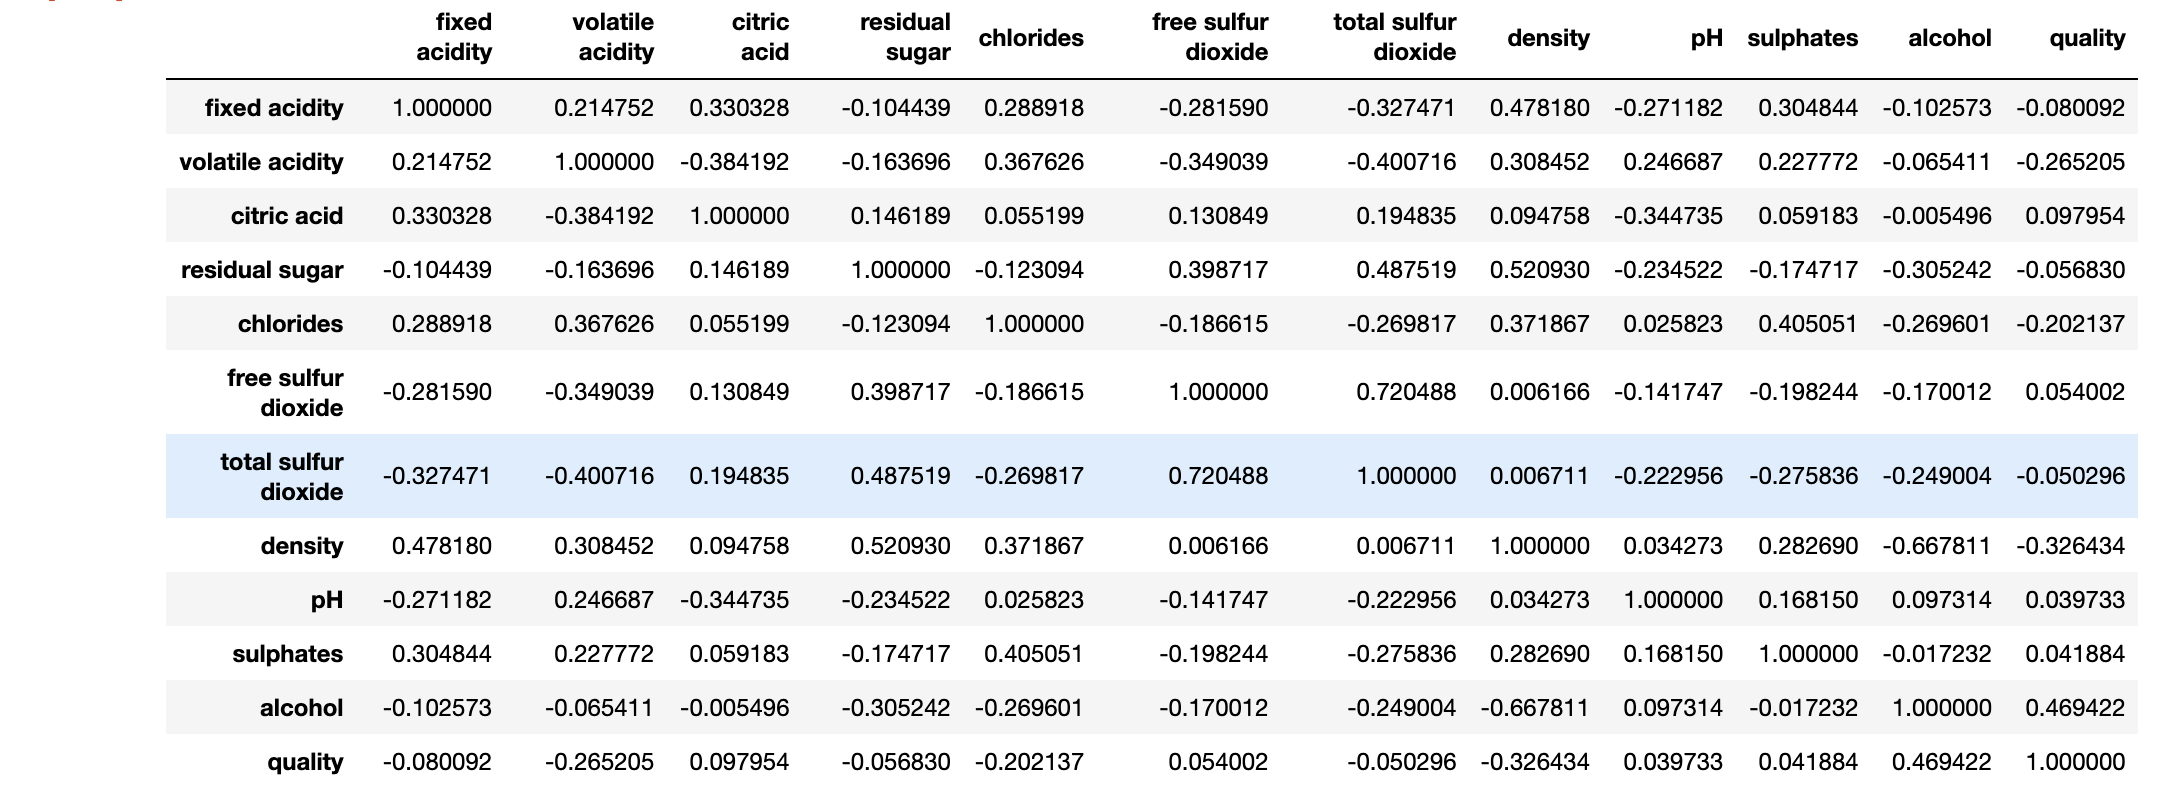 fixed acidity volatile acidity citric acid residual sugar chlorides free sulfur dioxide total sulfur dioxide density pH sulphates alcohol quality
fixed acidity 1.000000 0.214752 0.330328 -0.104439 0.288918 -0.281590 -0.327471 0.478180 -0.271182 0.304844 -0.102573 -0.080092
volatile acidity 0.214752 1.000000 -0.384192 -0.163696 0.367626 -0.349039 -0.400716 0.308452 0.246687 0.227772 -0.065411 -0.265205
citric acid 0.330328 -0.384192 1.000000 0.146189 0.055199 0.130849 0.194835 0.094758 -0.344735 0.059183 -0.005496 0.097954
residual sugar -0.104439 -0.163696 0.146189 1.000000 -0.123094 0.398717 0.487519 0.520930 -0.234522 -0.174717 -0.305242 -0.056830
chlorides 0.288918 0.367626 0.055199 -0.123094 1.000000 -0.186615 -0.269817 0.371867 0.025823 0.405051 -0.269601 -0.202137
free sulfur dioxide -0.281590 -0.349039 0.130849 0.398717 -0.186615 1.000000 0.720488 0.006166 -0.141747 -0.198244 -0.170012 0.054002
total sulfur dioxide -0.327471 -0.400716 0.194835 0.487519 -0.269817 0.720488 1.000000 0.006711 -0.222956 -0.275836 -0.249004 -0.050296
density 0.478180 0.308452 0.094758 0.520930 0.371867 0.006166 0.006711 1.000000 0.034273 0.282690 -0.667811 -0.326434
pH -0.271182 0.246687 -0.344735 -0.234522 0.025823 -0.141747 -0.222956 0.034273 1.000000 0.168150 0.097314 0.039733
sulphates 0.304844 0.227772 0.059183 -0.174717 0.405051 -0.198244 -0.275836 0.282690 0.168150 1.000000 -0.017232 0.041884
alcohol -0.102573 -0.065411 -0.005496 -0.305242 -0.269601 -0.170012 -0.249004 -0.667811 0.097314 -0.017232 1.000000 0.469422
quality -0.080092 -0.265205 0.097954 -0.056830 -0.202137 0.054002 -0.050296 -0.326434 0.039733 0.041884 0.469422 1.000000